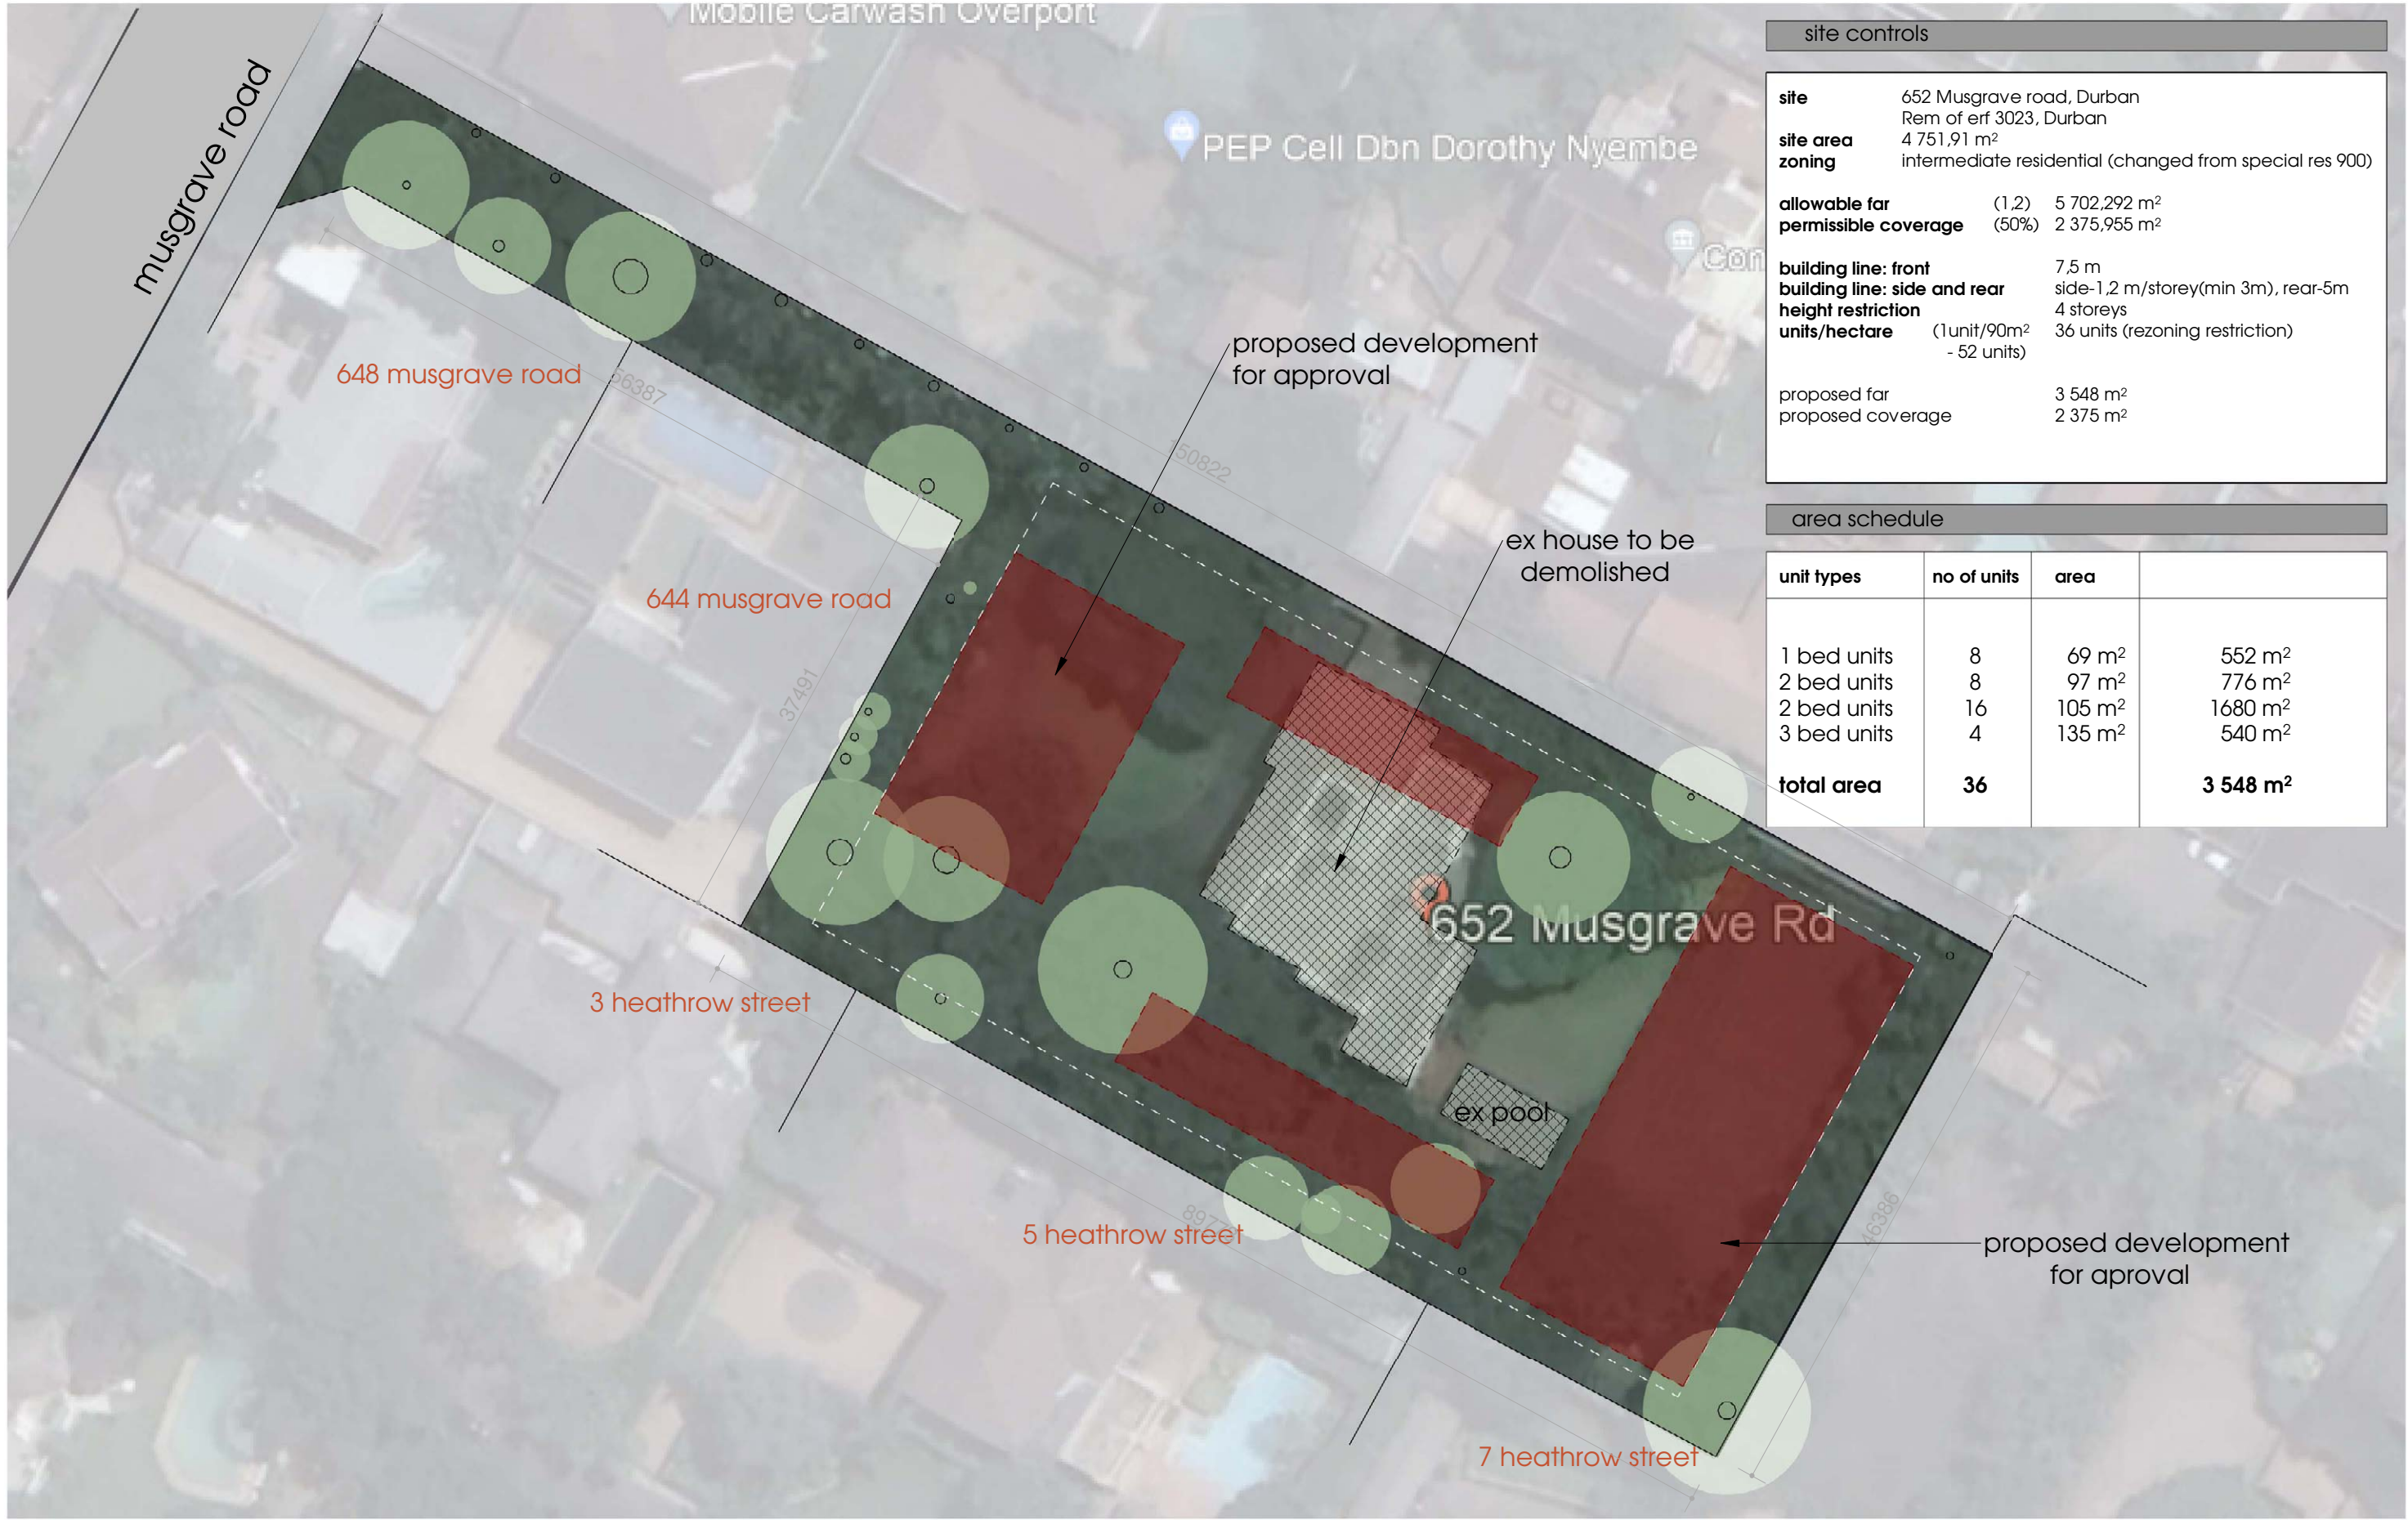 Mobile Carwash Overport
musgrave road
PEP Cell Dbn Dorothy Nyembe
Con
site controls
site 652 Musgrave road, Durban
Rem of erf 3023, Durban
site area 4 751,91 m²
zoning intermediate residential (changed from special res 900)
allowable far (1,2) 5 702,292 m²
permissible coverage (50%) 2 375,955 m²
building line: front 7,5 m
building line: side and rear side-1,2 m/storey(min 3m), rear-5m
height restriction 4 storeys
units/hectare (1unit/90m² 36 units (rezoning restriction)
- 52 units)
proposed far 3 548 m²
proposed coverage 2 375 m²
area schedule
unit types no of units area
1 bed units 8 69 m² 552 m²
2 bed units 8 97 m² 776 m²
2 bed units 16 105 m² 1680 m²
3 bed units 4 135 m² 540 m²
total area 36 3 548 m²
proposed development
for approval
648 musgrave road
56387
150822
ex house to be
demolished
644 musgrave road
37491
652 Musgrave Rd
3 heathrow street
ex pool
5 heathrow street
46386
proposed development
for aproval
7 heathrow street